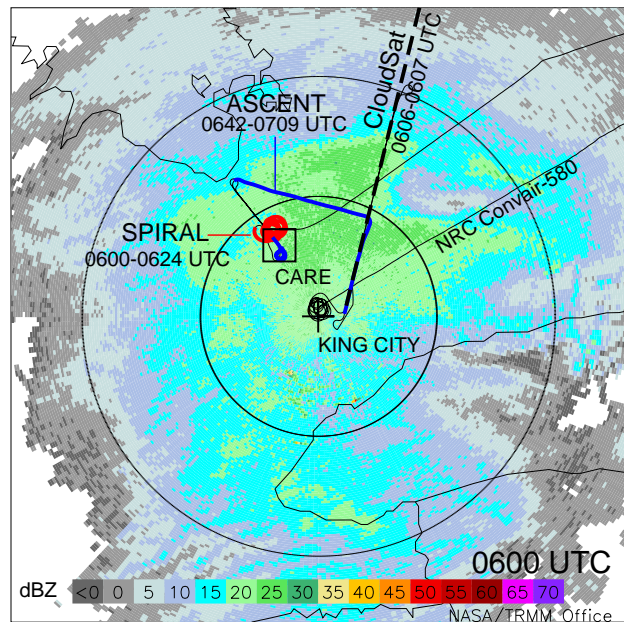 CloudSat
0606-0607 UTC
ASCENT
0642-0709 UTC
NRC Convair-580
SPIRAL
0600-0624 UTC
CARE
KING CITY
0600 UTC
dBZ <0 0 5 10 15 20 25 30 35 40 45 50 55 60 65 70
NASA/TRMM Office